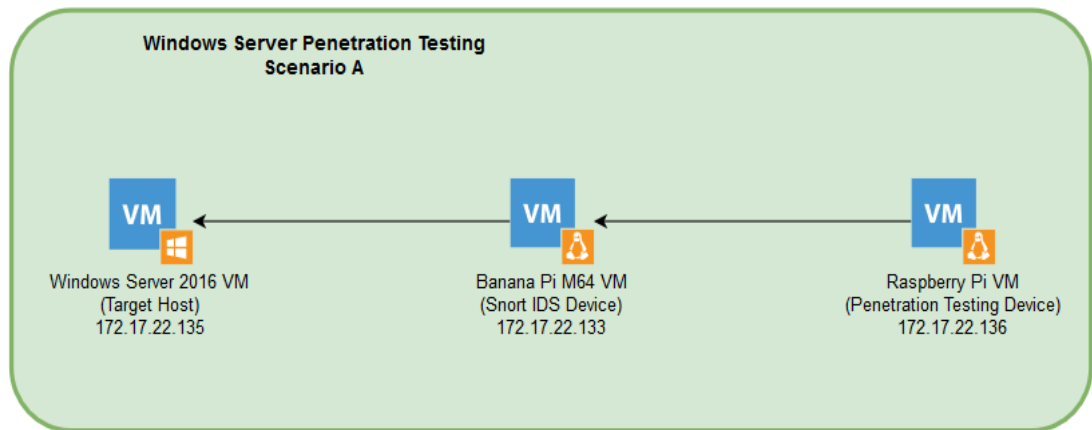 Windows Server Penetration Testing
Scenario A
VM
VM
VM
Windows Server 2016 VM
(Target Host)
172.17.22.135
Banana Pi M64 VM
(Snort IDS Device)
172.17.22.133
Raspberry Pi VM
(Penetration Testing Device)
172.17.22.136